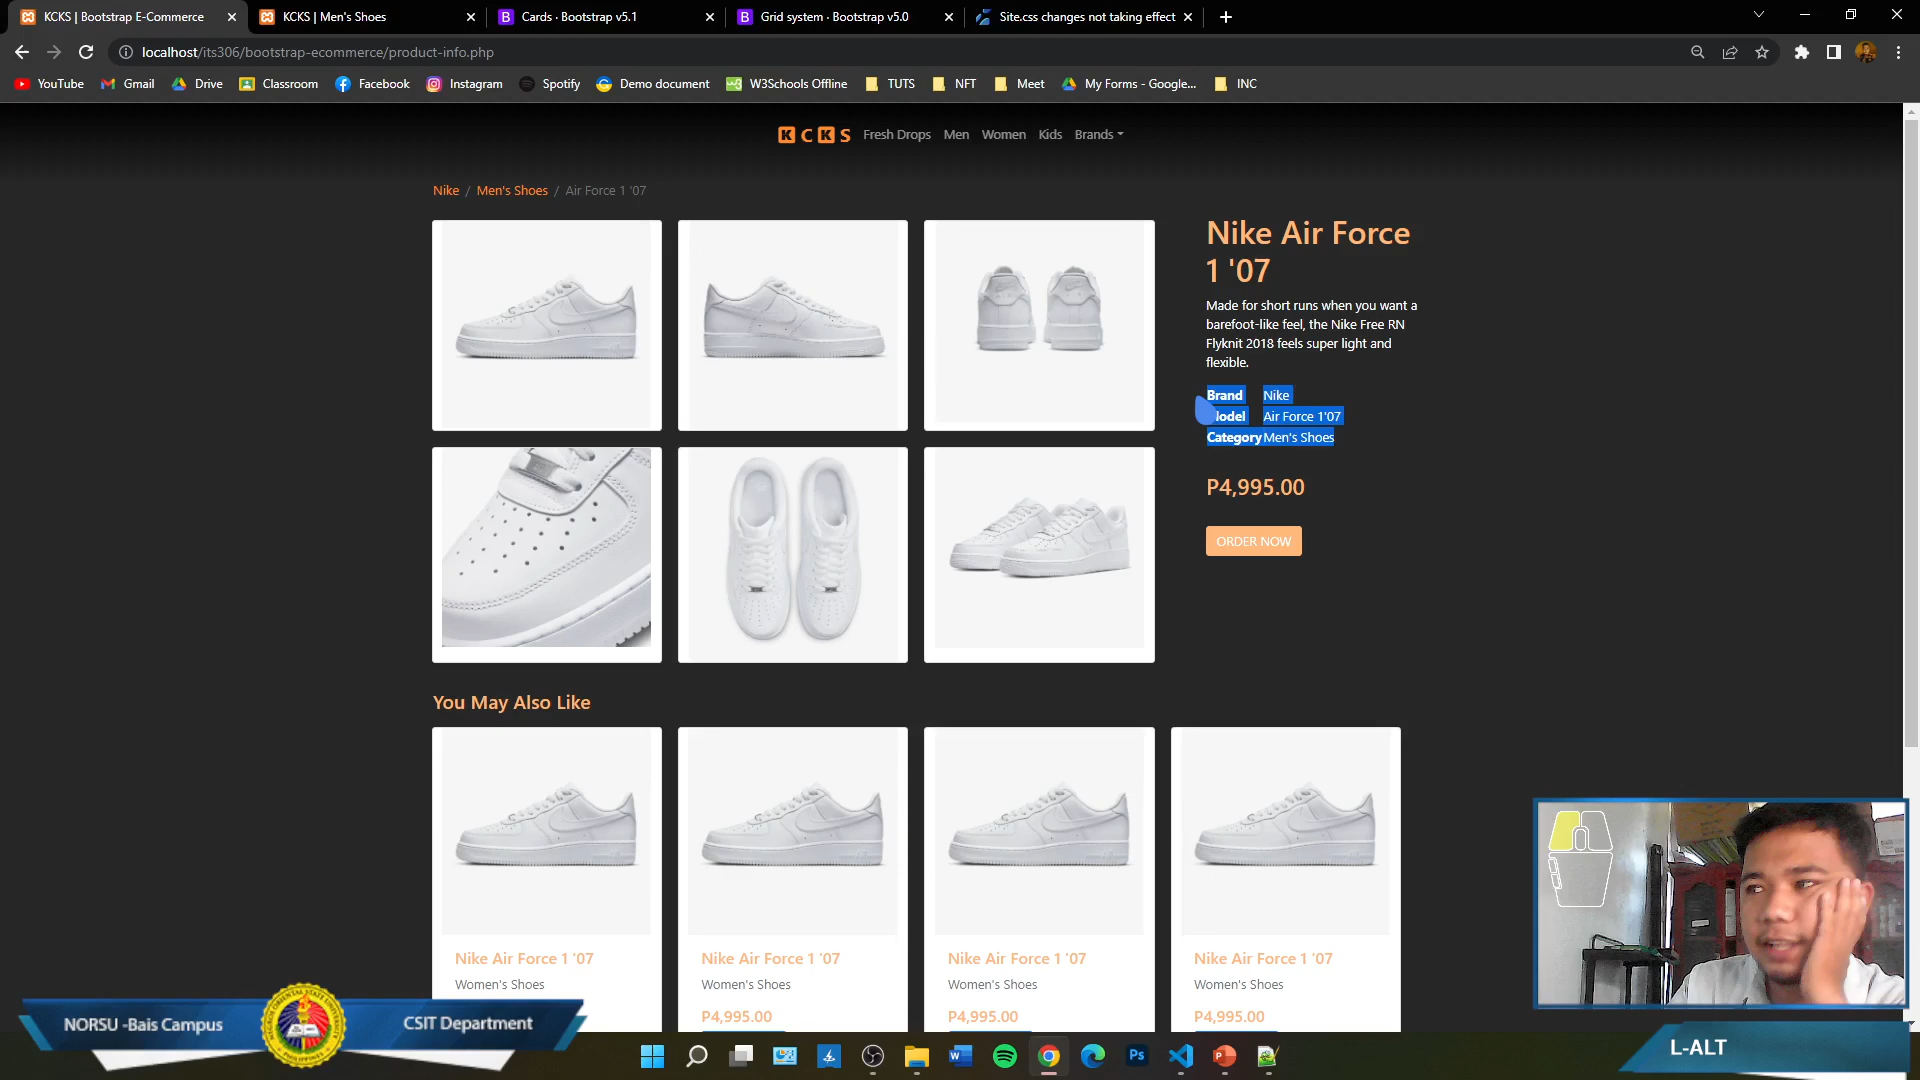 KCKS | Bootstrap E-Commerce
KCKS | Men's Shoes
Cards · Bootstrap v5.1
Grid system · Bootstrap v5.0
Site.css changes not taking effect
localhost/its306/bootstrap-ecommerce/product-info.php
YouTube
Gmail
Drive
Classroom
Facebook
Instagram
Spotify
Demo document
W3Schools Offline
TUTS
NFT
Meet
My Forms - Google...
INC
KCKS
Fresh Drops
Men
Women
Kids
Brands
Nike / Men's Shoes / Air Force 1 '07
Nike Air Force
1 '07
Made for short runs when you want a
barefoot-like feel, the Nike Free RN
Flyknit 2018 feels super light and
flexible.
Brand Nike
Model Air Force 1'07
Category Men's Shoes
P4,995.00
ORDER NOW
You May Also Like
Nike Air Force 1 '07
Women's Shoes
P4,995.00
Nike Air Force 1 '07
Women's Shoes
P4,995.00
Nike Air Force 1 '07
Women's Shoes
P4,995.00
Nike Air Force 1 '07
Women's Shoes
P4,995.00
NORSU -Bais Campus
CSIT Department
L-ALT